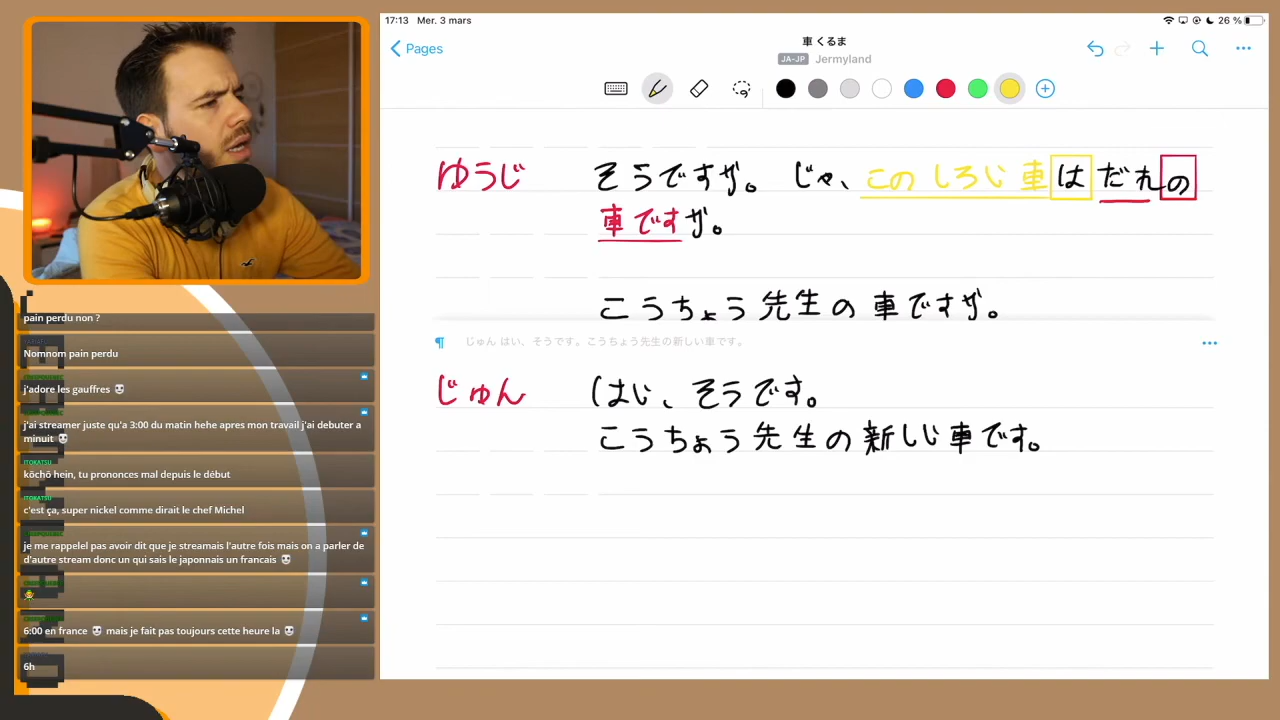 17:13 Mer. 3 mars
26 %
Pages
車 くるま
JA-JP Jermyland
ゆうじ そうですか。 じゃ、このしろい車はだれの
車ですか。
こうちょう先生の車ですか。
じゅん はい、そうです。こうちょう先生の新しい車です。
じゅん はい、そうです。
こうちょう先生の新しい車です。
pain perdu non ?
Nomnom pain perdu
j'adore les gauffres
j'ai streamer juste qu'a 3:00 du matin hehe apres mon travail j'ai debuter a
minuit
ITOKATSU
kōchō hein, tu prononces mal depuis le début
ITOKATSU
c'est ça, super nickel comme dirait le chef Michel
je me rappelel pas avoir dit que je streamais l'autre fois mais on a parler de
d'autre stream donc un qui sais le japonnais un francais
6:00 en france mais je fait pas toujours cette heure la
6h